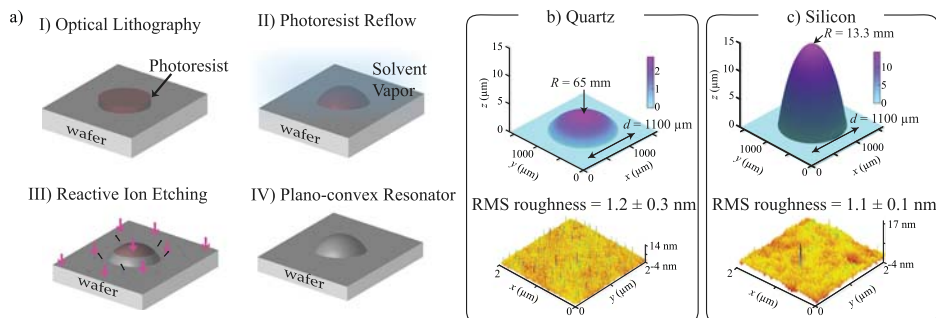 a)
I) Optical Lithography
Photoresist
wafer
II) Photoresist Reflow
Solvent
Vapor
wafer
III) Reactive Ion Etching
wafer
IV) Plano-convex Resonator
b) Quartz
15
10
5
0
z (µm)
R = 65 mm
2
1
0
d = 1100 µm
1000
y (µm)
0
0
x (µm)
1000
RMS roughness = 1.2 ± 0.3 nm
14 nm
-4 nm
2
x (µm)
0
0
y (µm)
2
c) Silicon
15
10
5
0
z (µm)
R = 13.3 mm
10
5
0
d = 1100 µm
1000
y (µm)
0
0
x (µm)
1000
RMS roughness = 1.1 ± 0.1 nm
17 nm
-4 nm
2
x (µm)
0
0
y (µm)
2